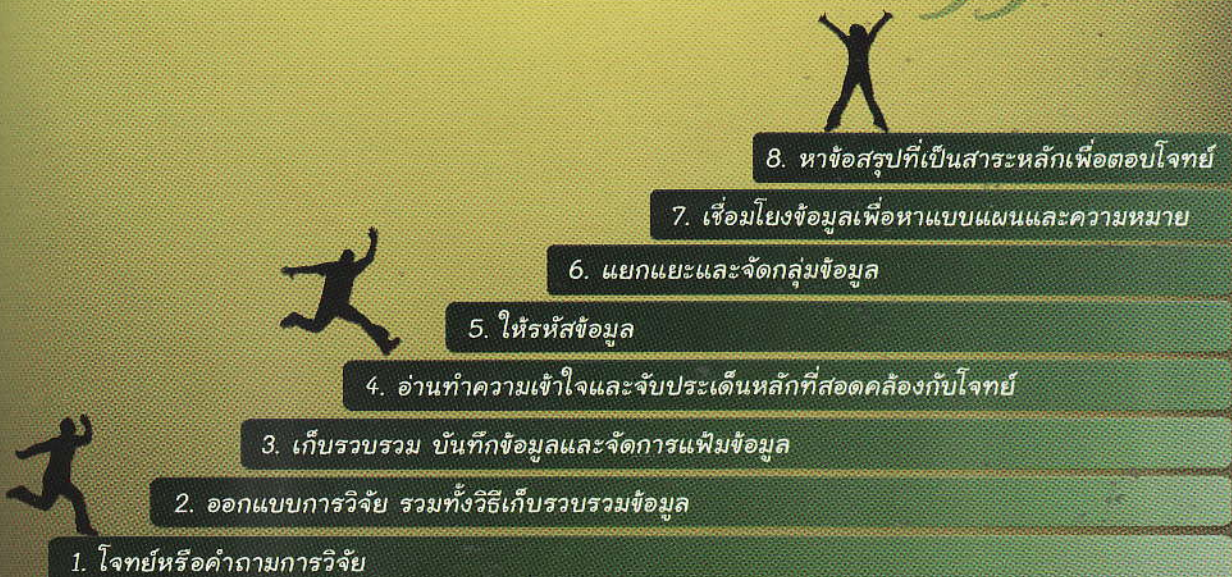 8. หาข้อสรุปที่เป็นสาระหลักเพื่อตอบโจทย์
7. เชื่อมโยงข้อมูลเพื่อหาแบบแผนและความหมาย
6. แยกแยะและจัดกลุ่มข้อมูล
5. ให้รหัสข้อมูล
4. อ่านทำความเข้าใจและจับประเด็นหลักที่สอดคล้องกับโจทย์
3. เก็บรวบรวม บันทึกข้อมูลและจัดการแฟ้มข้อมูล
2. ออกแบบการวิจัย รวมทั้งวิธีเก็บรวบรวมข้อมูล
1. โจทย์หรือคำถามการวิจัย